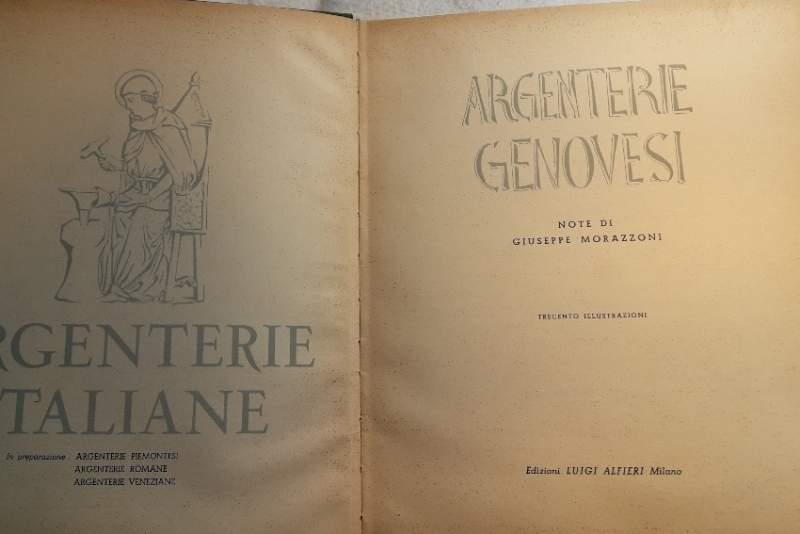 RGENTERIE
TALIANE
In preparazione: ARGENTERIE PIEMONTESI
ARGENTERIE ROMANE
ARGENTERIE VENEZIANE
ARGENTERIE
GENOVESI
NOTE DI
GIUSEPPE MORAZZONI
TRECENTO ILLUSTRAZIONI
Edizioni LUIGI ALFIERI Milano